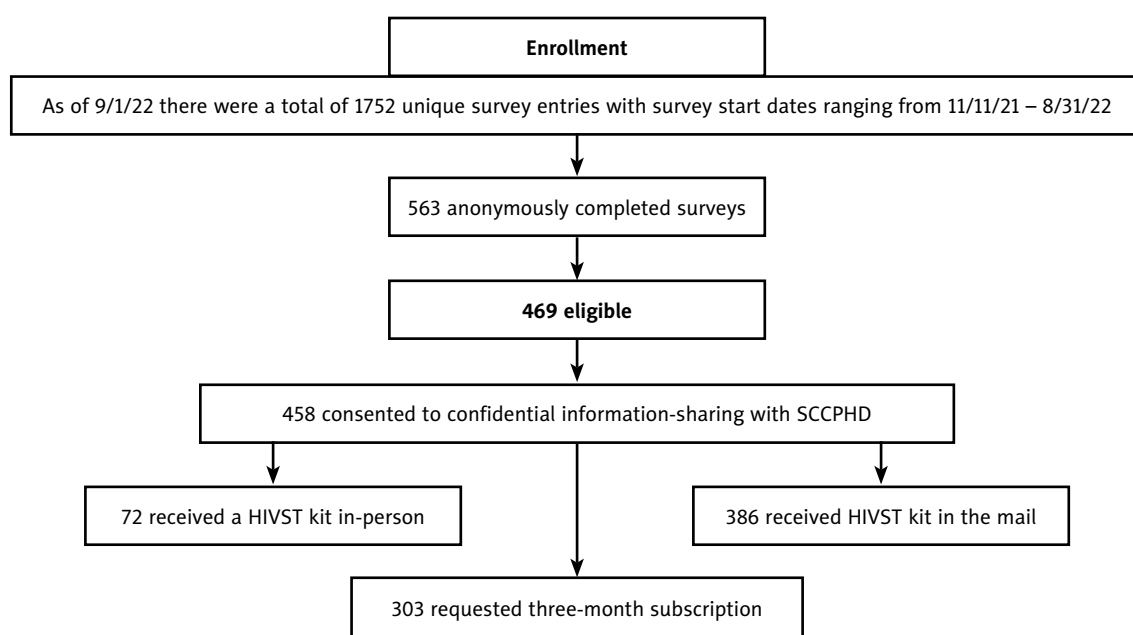 Enrollment
As of 9/1/22 there were a total of 1752 unique survey entries with survey start dates ranging from 11/11/21 – 8/31/22
563 anonymously completed surveys
469 eligible
458 consented to confidential information-sharing with SCCPHD
72 received a HIVST kit in-person
386 received HIVST kit in the mail
303 requested three-month subscription